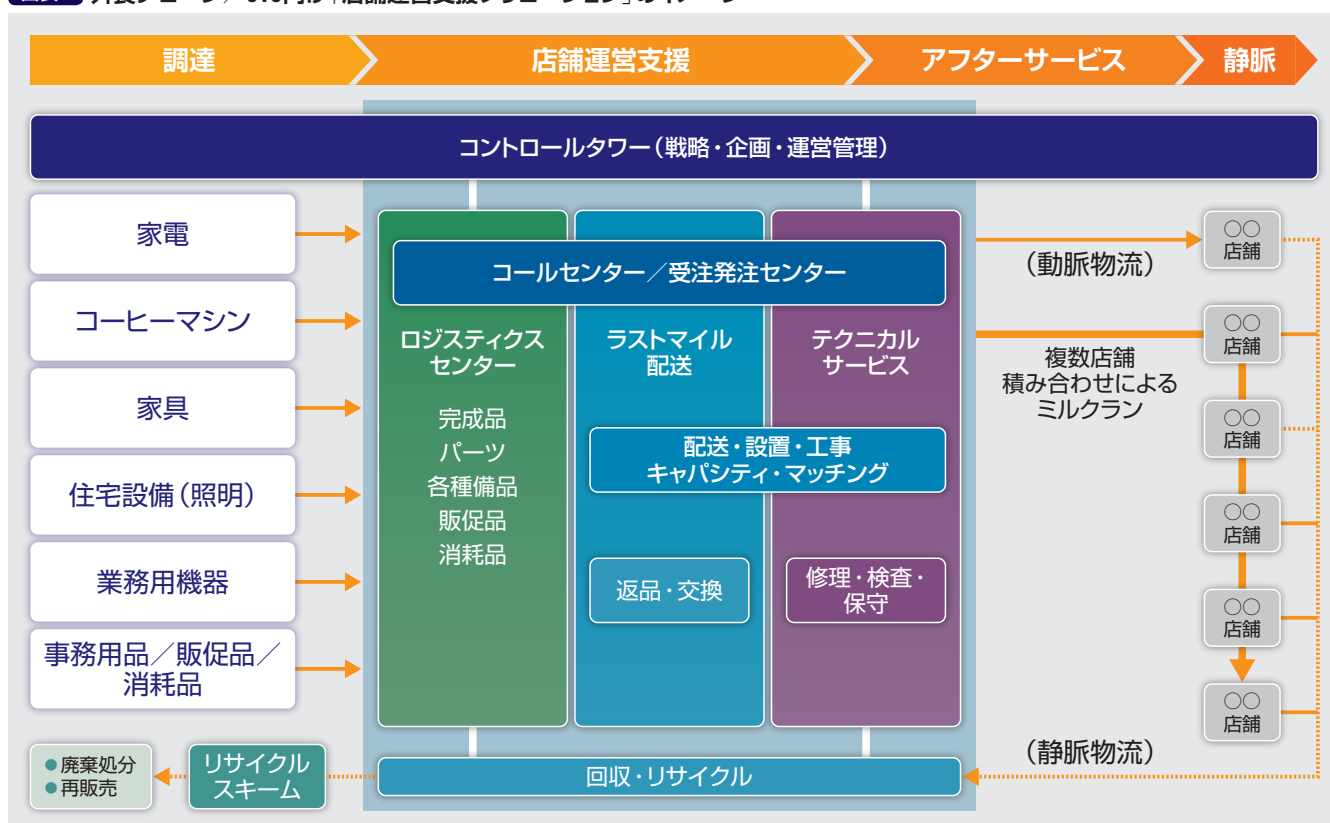 調達
店舗運営支援
アフターサービス
静脈
コントロールタワー（戦略・企画・運営管理）
家電
コーヒーマシン
家具
住宅設備（照明）
業務用機器
事務用品／販促品／
消耗品
コールセンター／受注発注センター
ロジスティクス
センター
完成品
パーツ
各種備品
販促品
消耗品
ラストマイル
配送
テクニカル
サービス
配送・設置・工事
キャパシティ・マッチング
返品・交換
修理・検査・
保守
（動脈物流）
複数店舗
積み合わせによる
ミルクラン
○○
店舗
○○
店舗
○○
店舗
○○
店舗
○○
店舗
○○
店舗
（静脈物流）
回収・リサイクル
リサイクル
スキーム
●廃棄処分
●再販売